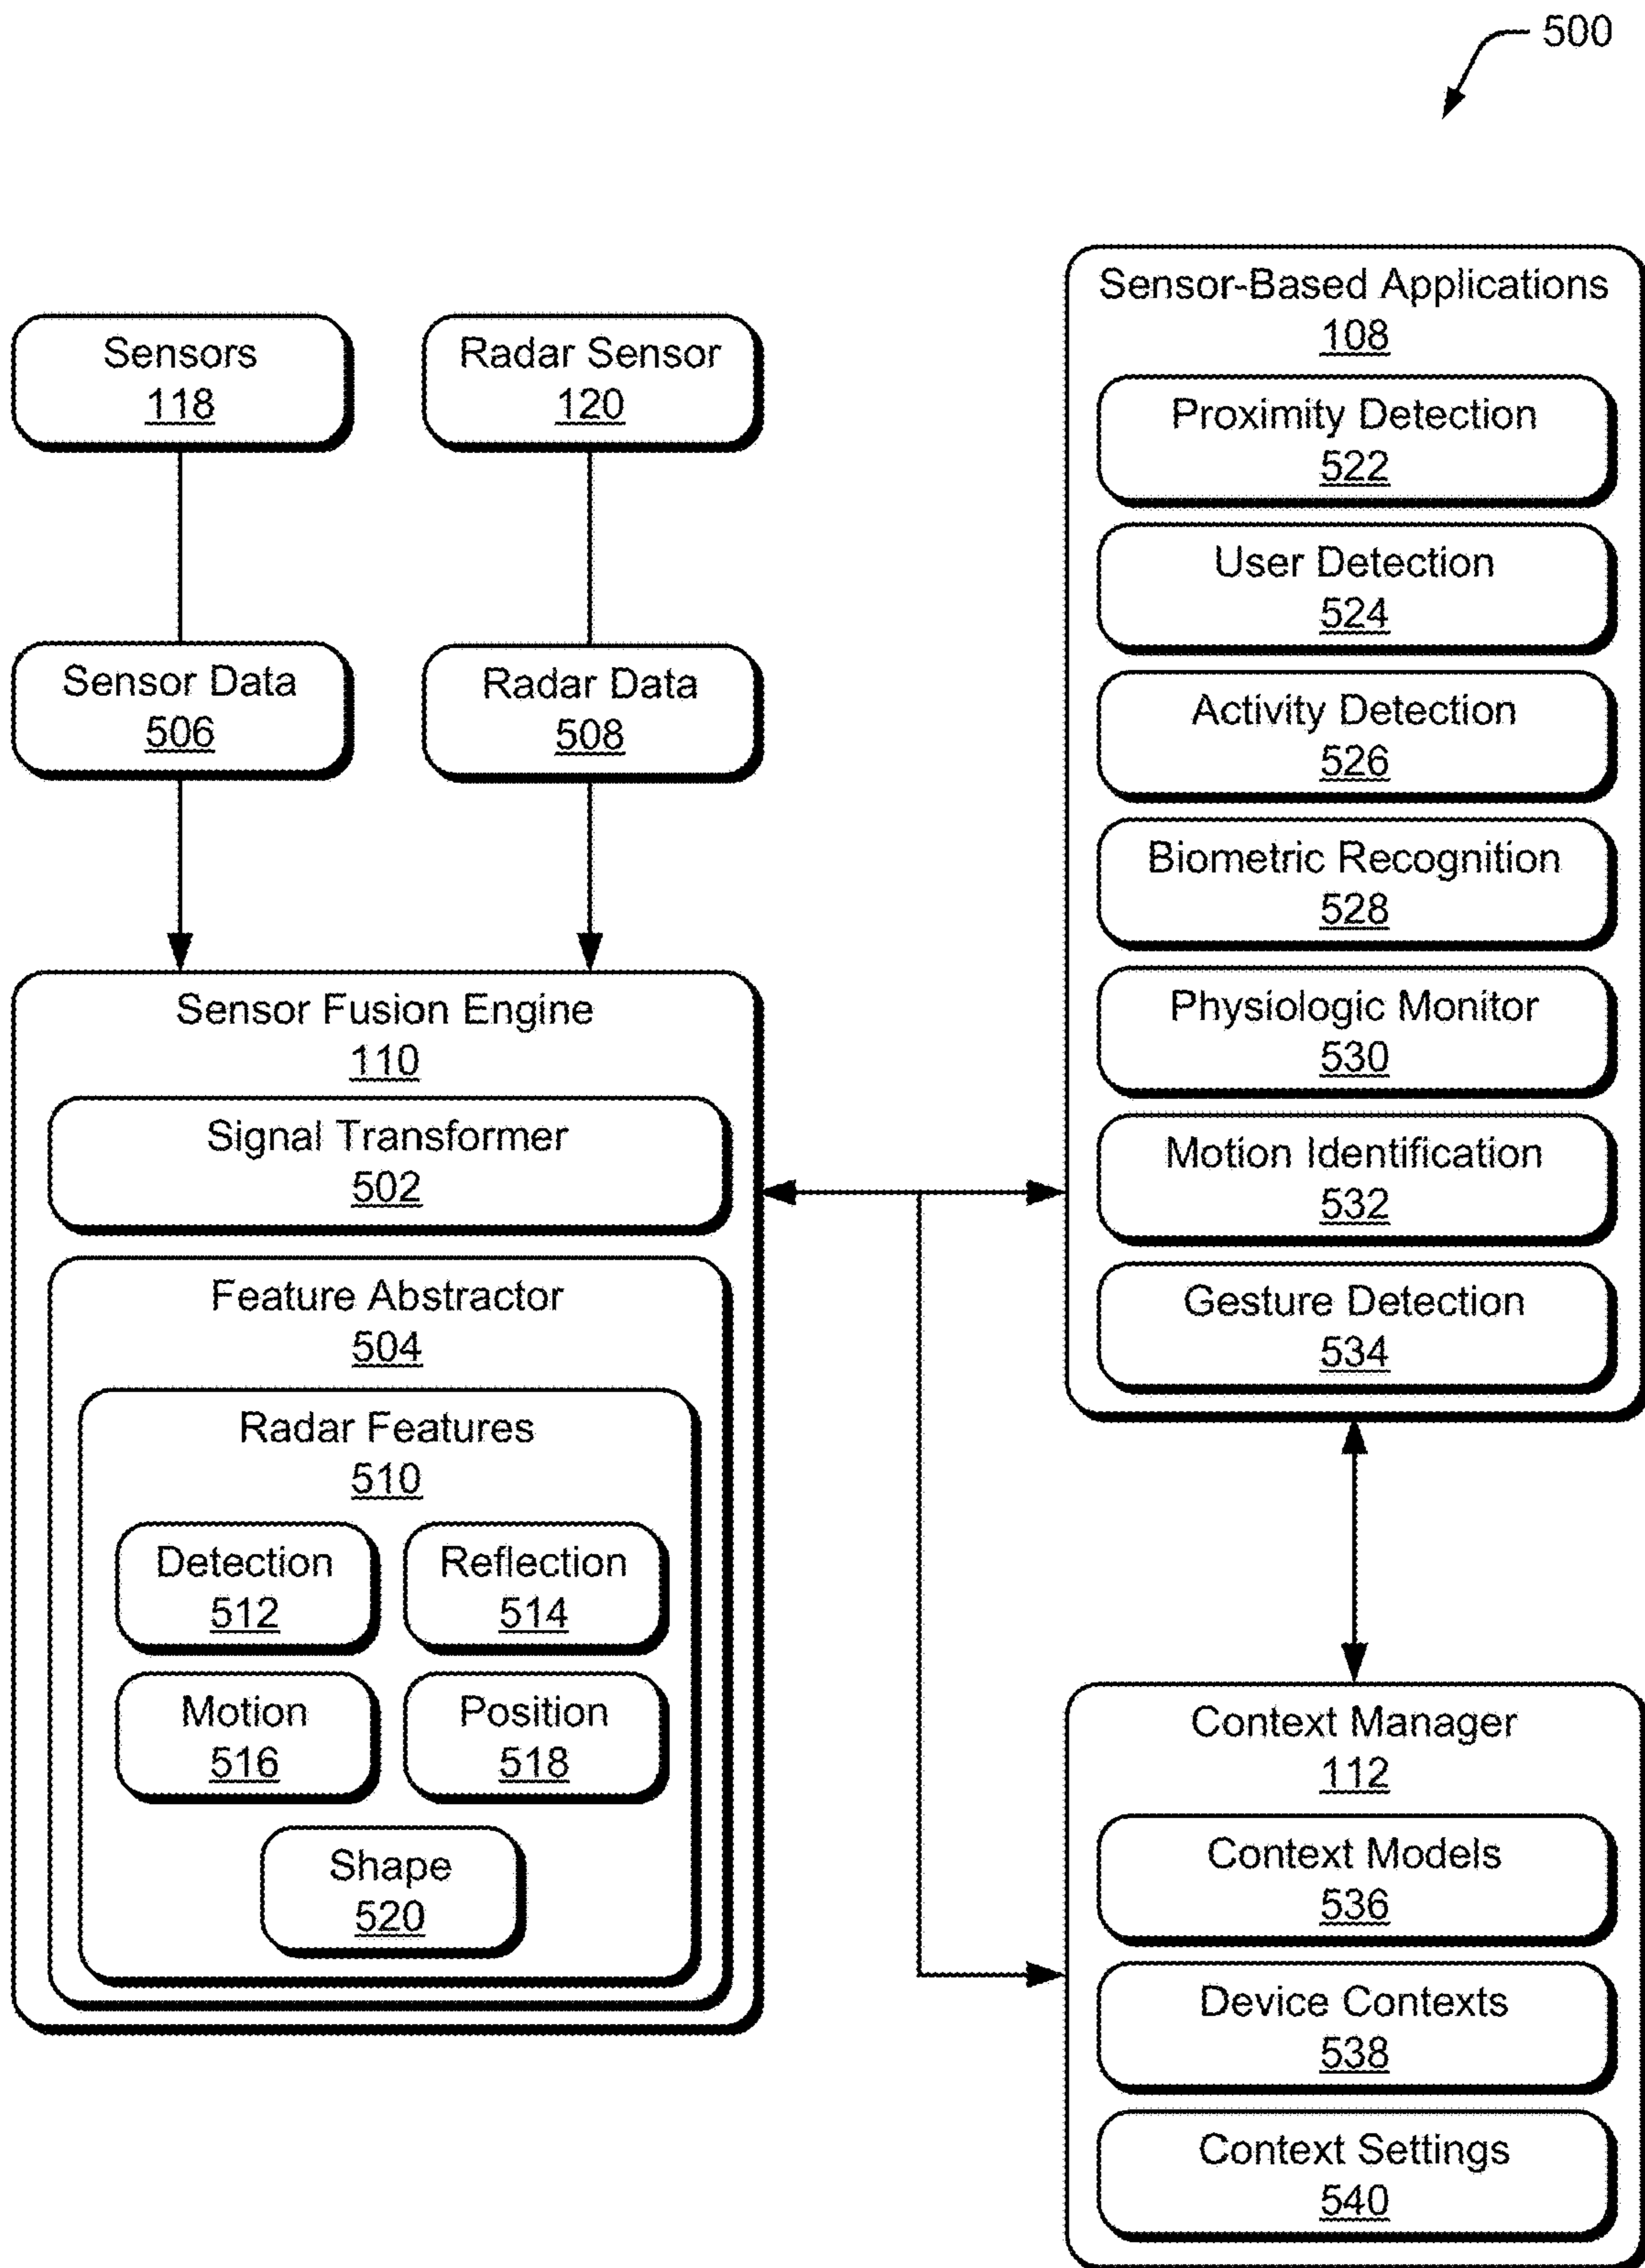 500
Sensors
118
Radar Sensor
120
Sensor Data
506
Radar Data
508
Sensor Fusion Engine
110
Signal Transformer
502
Feature Abstractor
504
Radar Features
510
Detection
512
Reflection
514
Motion
516
Position
518
Shape
520
Sensor-Based Applications
108
Proximity Detection
522
User Detection
524
Activity Detection
526
Biometric Recognition
528
Physiologic Monitor
530
Motion Identification
532
Gesture Detection
534
Context Manager
112
Context Models
536
Device Contexts
538
Context Settings
540